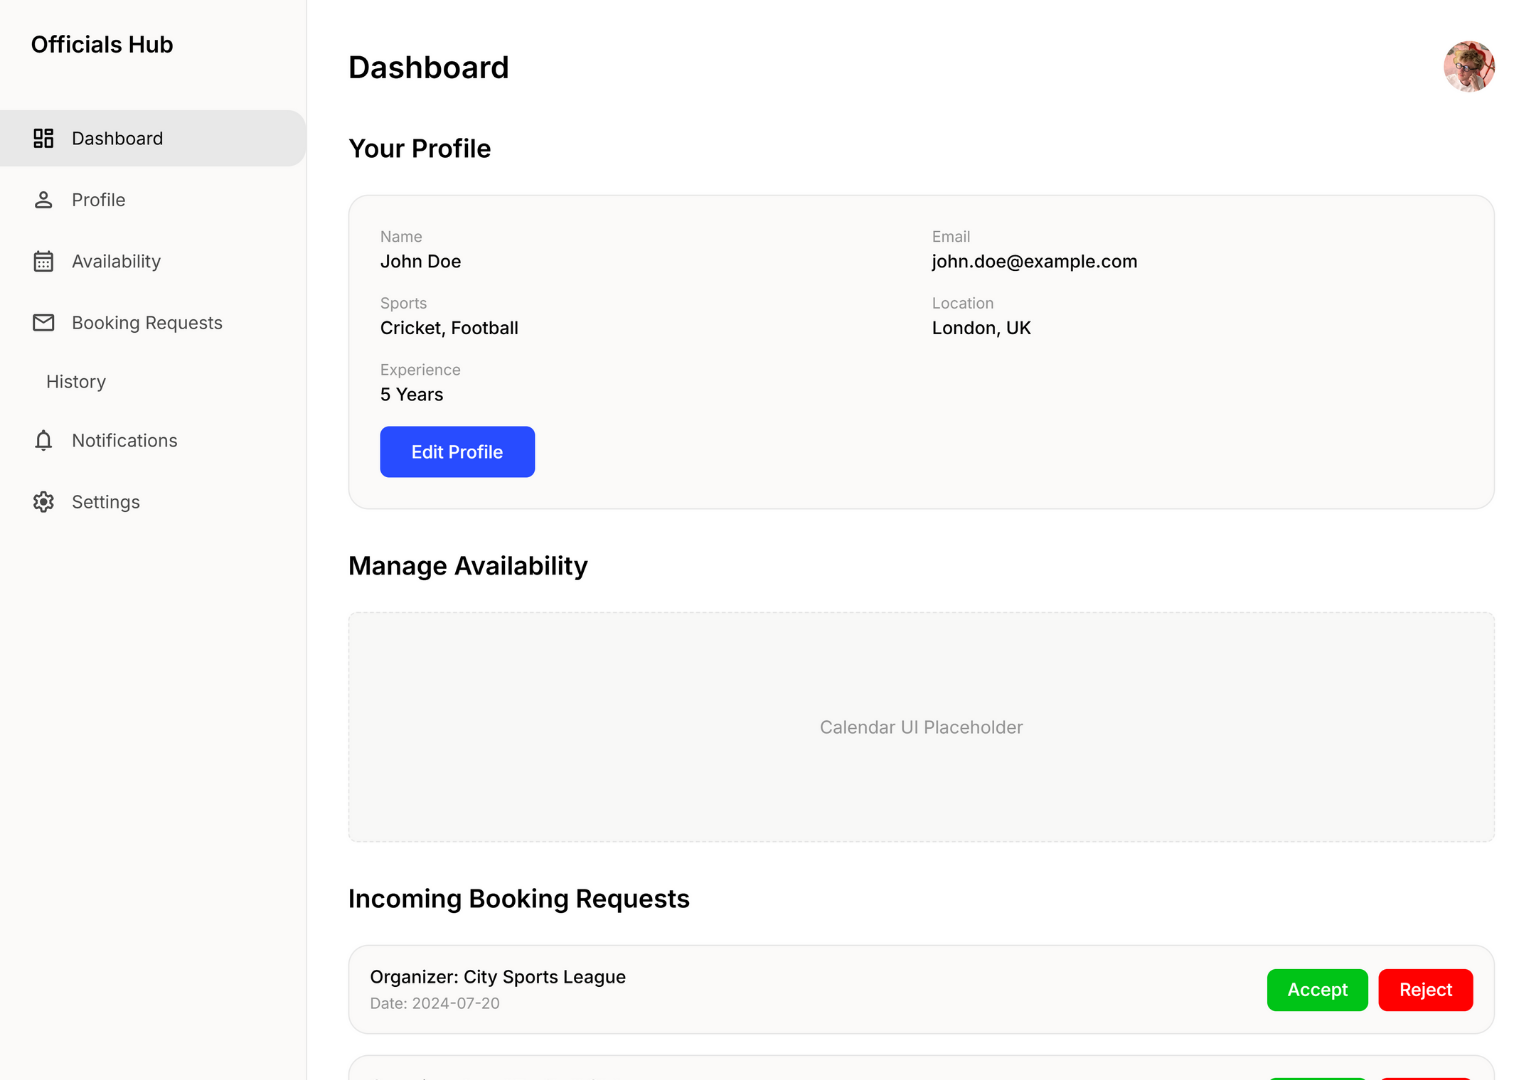 Officials Hub
Dashboard
Profile
Availability
Booking Requests
History
Notifications
Settings
Dashboard
Your Profile
Name
John Doe
Email
john.doe@example.com
Sports
Cricket, Football
Location
London, UK
Experience
5 Years
Edit Profile
Manage Availability
Calendar UI Placeholder
Incoming Booking Requests
Organizer: City Sports League
Date: 2024-07-20
Accept
Reject